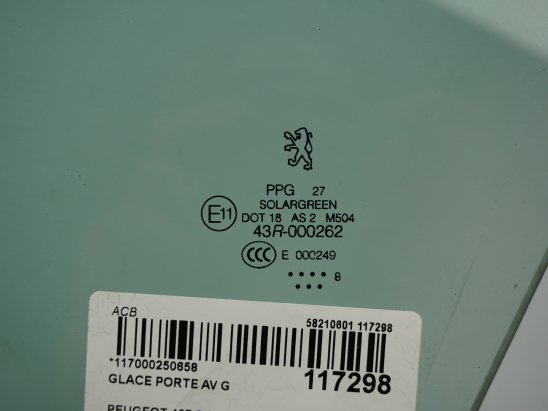 PPG 27
SOLARGREEN
E11 DOT 18 AS 2 M504
43R-000262
CCC E 000249
8
ACB
58210601 117298
*117000250658
117298
GLACE PORTE AV G